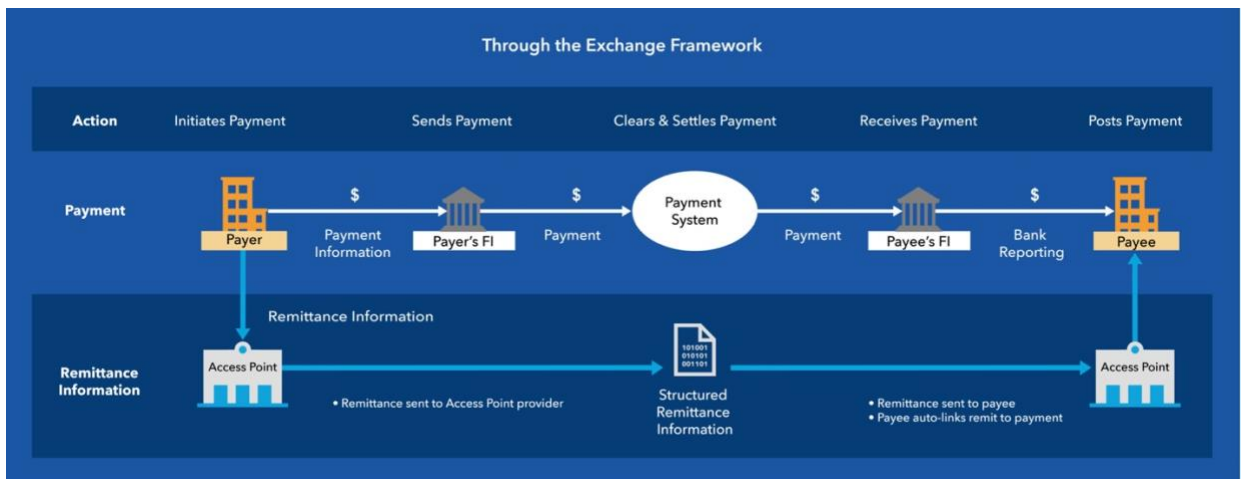 Through the Exchange Framework
Action
Initiates Payment
Sends Payment
Clears & Settles Payment
Receives Payment
Posts Payment
Payment
$
$
$
$
Payer
Payment
Information
Payer's FI
Payment
Payment
System
Payment
Payee's FI
Bank
Reporting
Payee
Remittance Information
Remittance
Information
Access Point
• Remittance sent to Access Point provider
101001
010101
001101
Structured
Remittance
Information
• Remittance sent to payee
• Payee auto-links remit to payment
Access Point